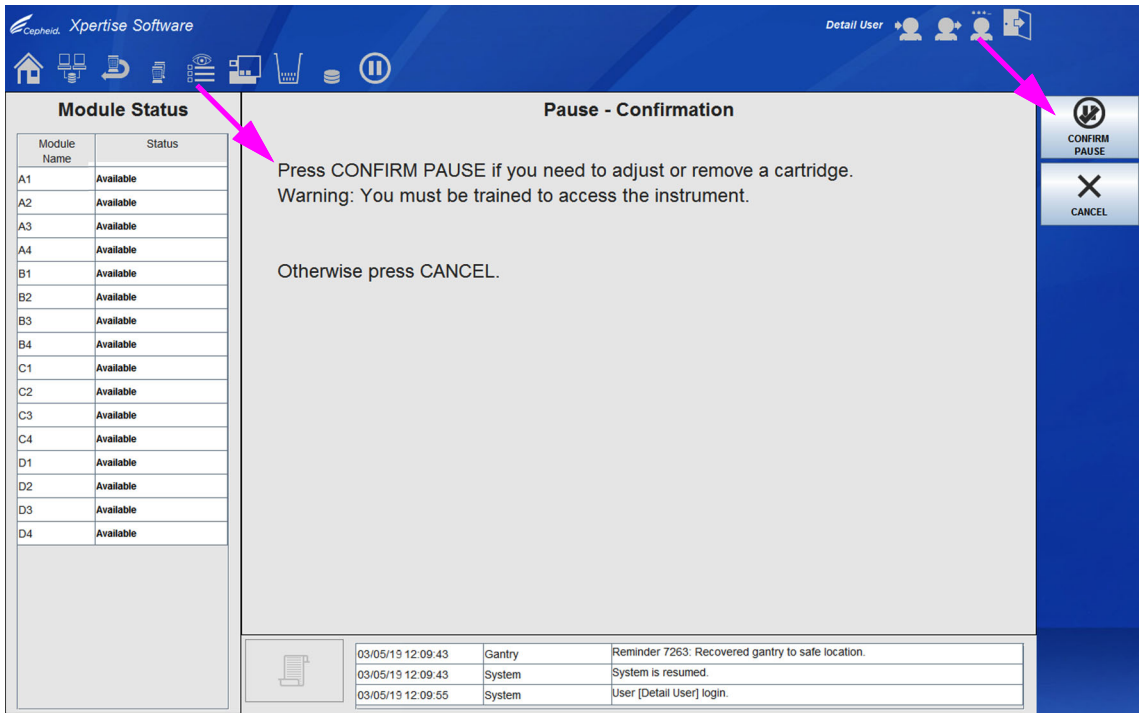 Cepheid. Xpertise Software
Detail User
Module Status
Module Name Status
A1 Available
A2 Available
A3 Available
A4 Available
B1 Available
B2 Available
B3 Available
B4 Available
C1 Available
C2 Available
C3 Available
C4 Available
D1 Available
D2 Available
D3 Available
D4 Available
Pause - Confirmation
Press CONFIRM PAUSE if you need to adjust or remove a cartridge.
Warning: You must be trained to access the instrument.
Otherwise press CANCEL.
CONFIRM
PAUSE
CANCEL
03/05/19 12:09:43 Gantry Reminder 7263: Recovered gantry to safe location.
03/05/19 12:09:43 System System is resumed.
03/05/19 12:09:55 System User [Detail User] login.